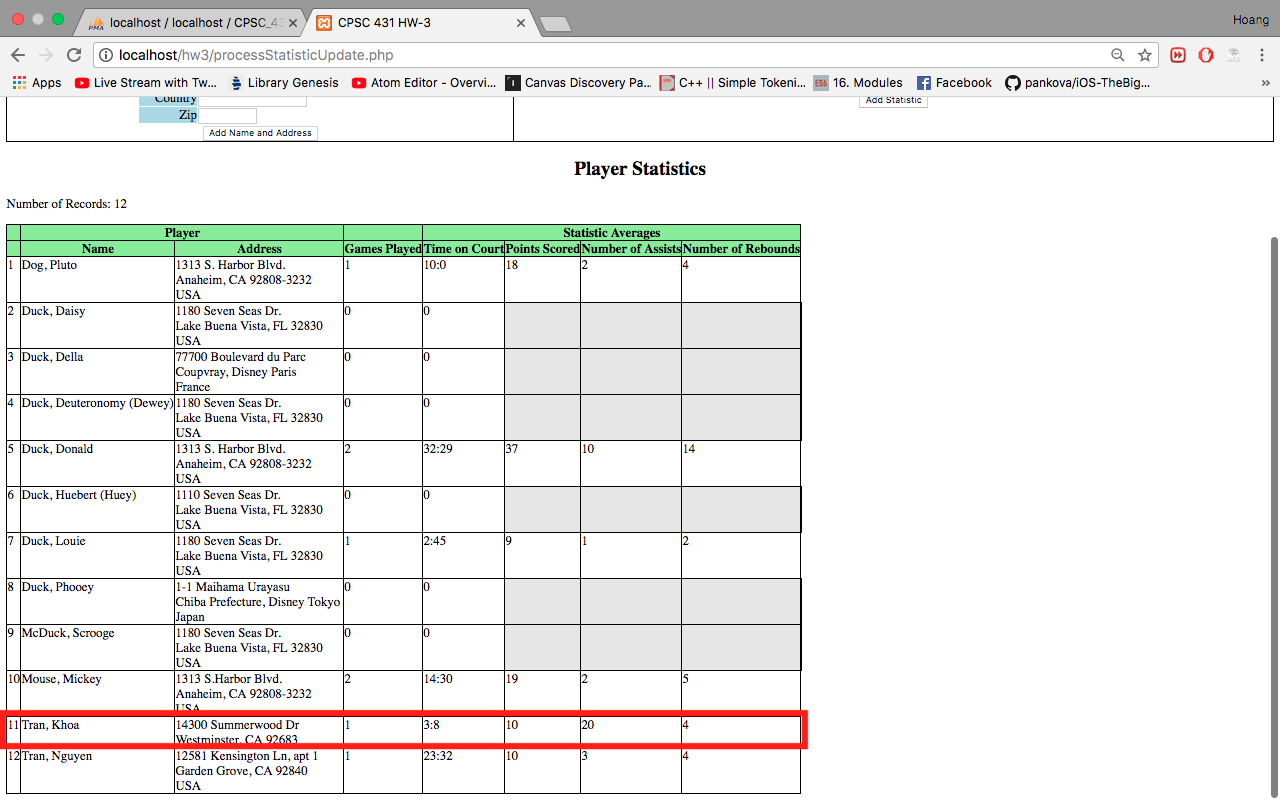 localhost / localhost / CPSC_43
CPSC 431 HW-3
Hoang
localhost/hw3/processStatisticUpdate.php
Apps Live Stream with Tw... Library Genesis Atom Editor - Overvi... Canvas Discovery Pa... C++ || Simple Tokeni... ES6 16. Modules Facebook pankova/iOS-TheBig... »
Country
Add Statistic
Zip
Add Name and Address
Player Statistics
Number of Records: 12
Player Statistic Averages
Name Address Games Played Time on Court Points Scored Number of Assists Number of Rebounds
1 Dog, Pluto 1313 S. Harbor Blvd. 1 10:0 18 2 4
Anaheim, CA 92808-3232
USA
2 Duck, Daisy 1180 Seven Seas Dr. 0 0
Lake Buena Vista, FL 32830
USA
3 Duck, Della 77700 Boulevard du Parc 0 0
Coupvray, Disney Paris
France
4 Duck, Deuteronomy (Dewey) 1180 Seven Seas Dr. 0 0
Lake Buena Vista, FL 32830
USA
5 Duck, Donald 1313 S. Harbor Blvd. 2 32:29 37 10 14
Anaheim, CA 92808-3232
USA
6 Duck, Huebert (Huey) 1110 Seven Seas Dr. 0 0
Lake Buena Vista, FL 32830
USA
7 Duck, Louie 1180 Seven Seas Dr. 1 2:45 9 1 2
Lake Buena Vista, FL 32830
USA
8 Duck, Phooey 1-1 Maihama Urayasu 0 0
Chiba Prefecture, Disney Tokyo
Japan
9 McDuck, Scrooge 1180 Seven Seas Dr. 0 0
Lake Buena Vista, FL 32830
USA
10 Mouse, Mickey 1313 S.Harbor Blvd. 2 14:30 19 2 5
Anaheim, CA 92808-3232
USA
11 Tran, Khoa 14300 Summerwood Dr 1 3:8 10 20 4
Westminster, CA 92683
12 Tran, Nguyen 12581 Kensington Ln, apt 1 1 23:32 10 3 4
Garden Grove, CA 92840
USA